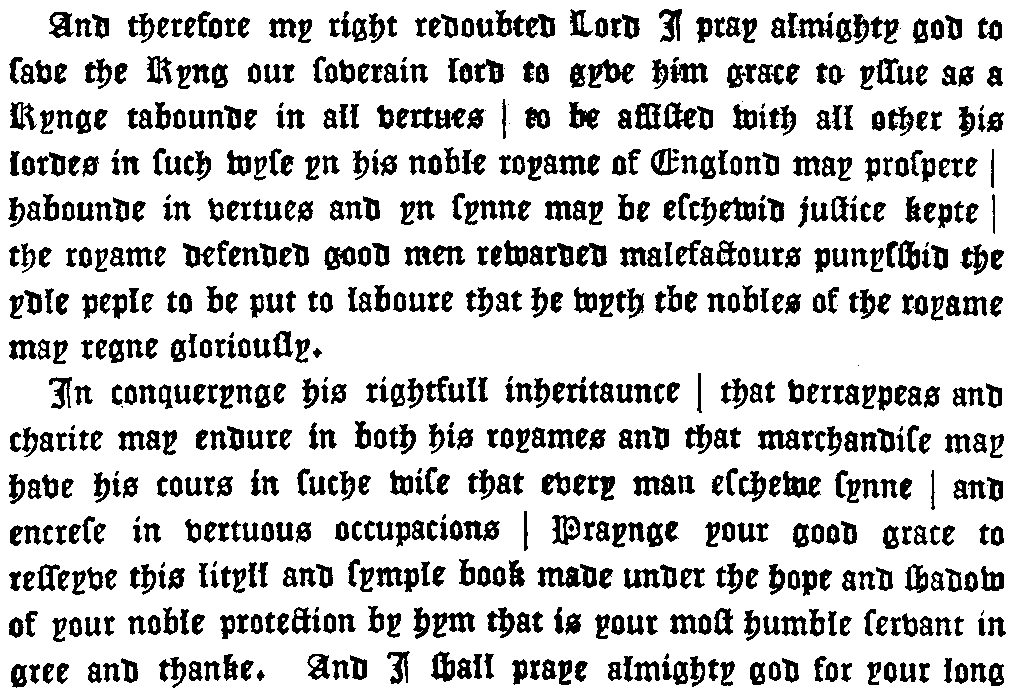 And therefore my right redoubted Lord I pray almighty god to
ſave the Kyng our ſoverain lord to gyve him grace to yſſue as a
Kynge tabounde in all vertues | to be aſſiſted with all other his
lordes in ſuch wyſe yn his noble royame of Englond may proſpere |
habounde in vertues and yn ſynne may be eſchewid juſtice kepte |
the royame defended good men rewarded malefactours punyſſhid the
ydle peple to be put to laboure that he wyth the nobles of the royame
may regne gloriouſly.
In conquerynge his rightfull inheritaunce | that verraypeas and
charite may endure in both his royames and that marchandiſe may
have his cours in ſuche wiſe that every man eſchewe ſynne | and
encreſe in vertuous occupacions | Praynge your good grace to
reſſeyve this lityll and ſymple book made under the hope and ſhadow
of your noble protection by hym that is your moſt humble ſervant in
gree and thanke. And I ſhall praye almighty god for your long